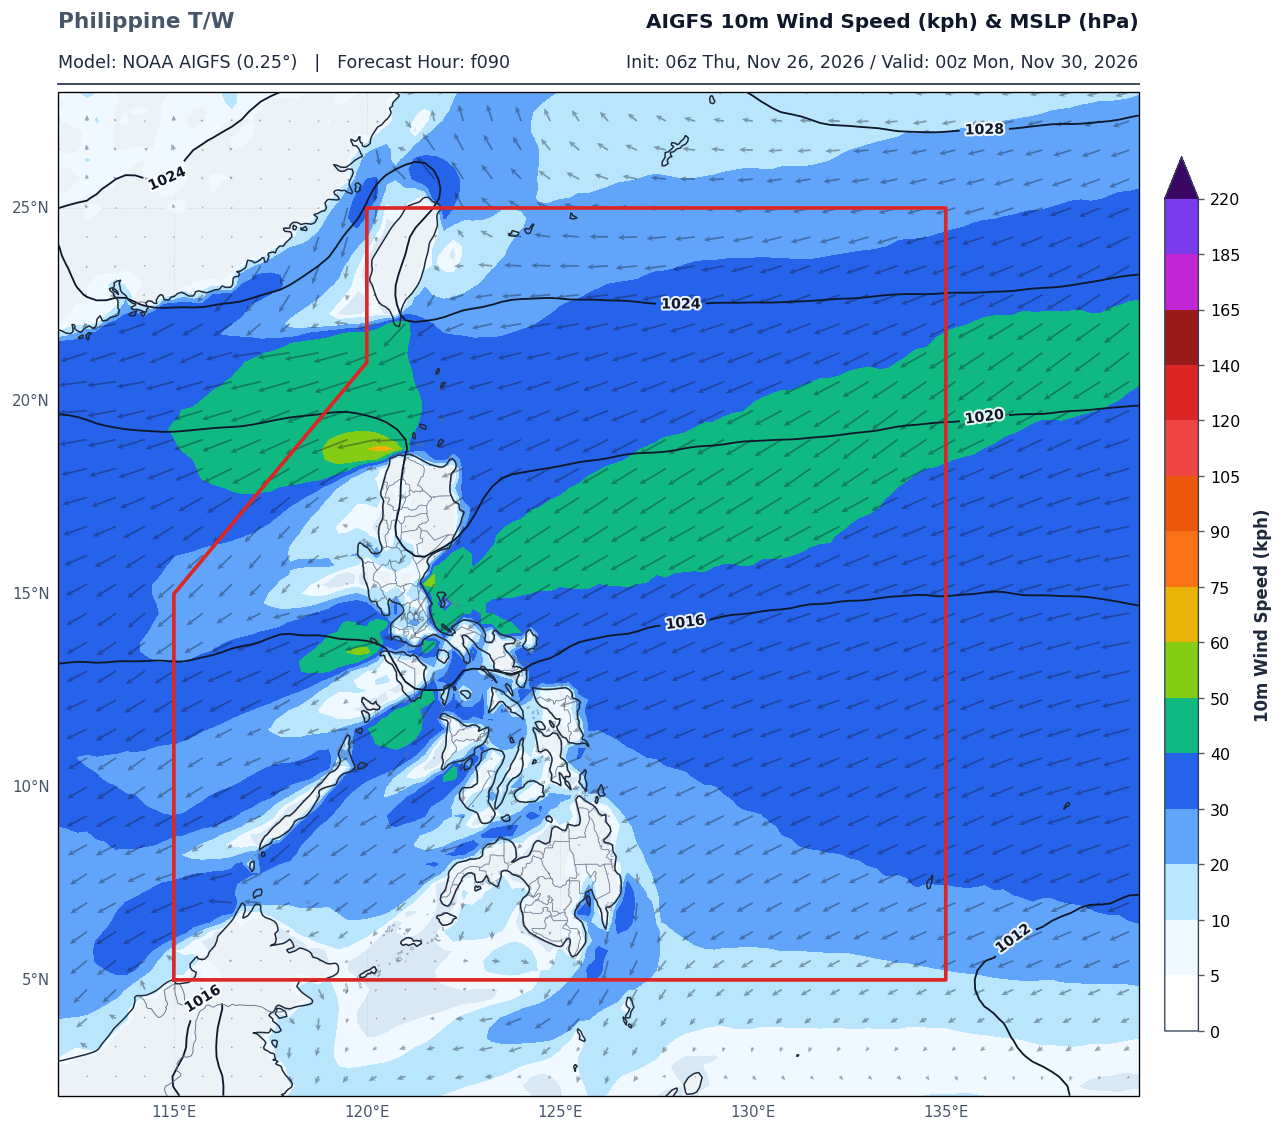 Philippine T/W
AIGFS 10m Wind Speed (kph) & MSLP (hPa)
Model: NOAA AIGFS (0.25°) | Forecast Hour: f090
Init: 06z Thu, Nov 26, 2026 / Valid: 00z Mon, Nov 30, 2026
1028
1024
1024
1020
1016
1012
1016
25°N
20°N
15°N
10°N
5°N
115°E
120°E
125°E
130°E
135°E
220
185
165
140
120
105
90
75
60
50
40
30
20
10
5
0
10m Wind Speed (kph)